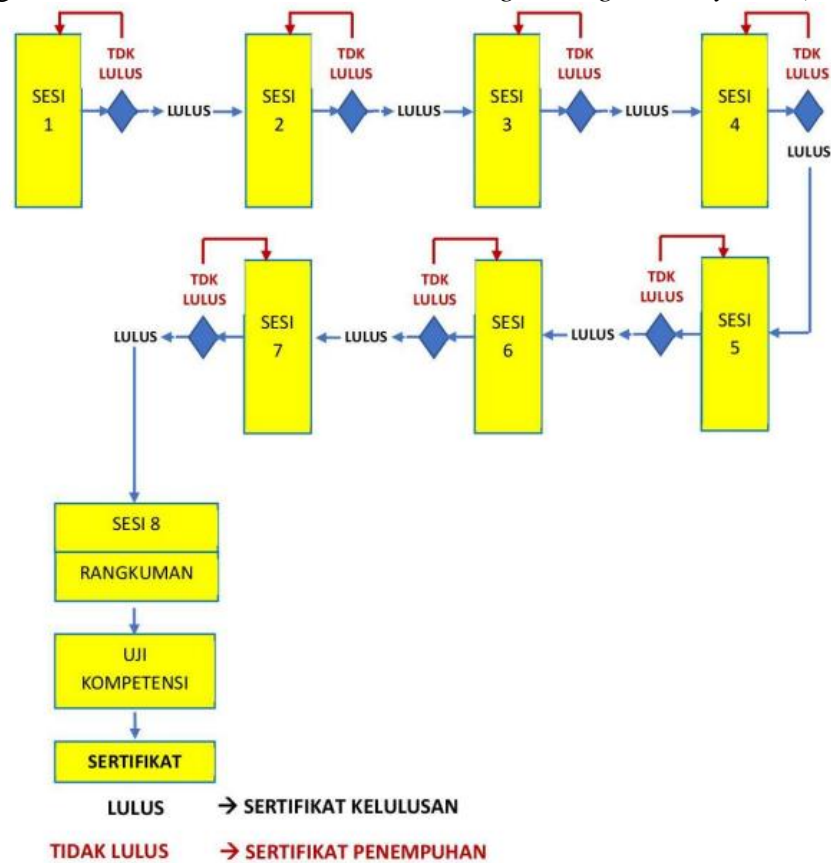 TDK
LULUS
TDK
LULUS
TDK
LULUS
TDK
LULUS
SESI
1
LULUS
SESI
2
LULUS
SESI
3
LULUS
SESI
4
LULUS
TDK
LULUS
TDK
LULUS
TDK
LULUS
LULUS
SESI
7
LULUS
SESI
6
LULUS
SESI
5
SESI 8
RANGKUMAN
UJI
KOMPETENSI
SERTIFIKAT
LULUS → SERTIFIKAT KELULUSAN
TIDAK LULUS → SERTIFIKAT PENEMPUHAN